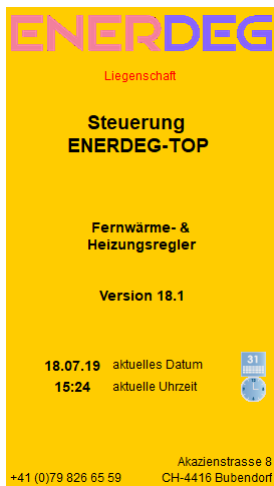 ENERDEG
Liegenschaft
Steuerung
ENERDEG-TOP
Fernwärme- &
Heizungsregler
Version 18.1
18.07.19 aktuelles Datum
31
15:24 aktuelle Uhrzeit
Akazienstrasse 8
+41 (0)79 826 65 59 CH-4416 Bubendorf